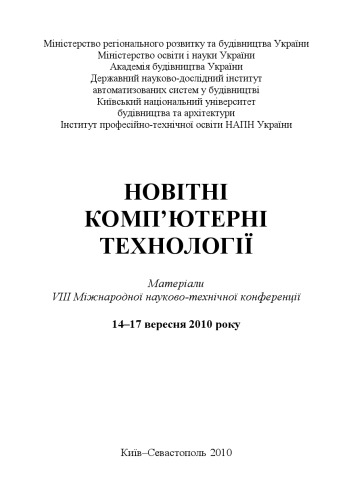 Міністерство регіонального розвитку та будівництва України
Міністерство освіти і науки України
Академія будівництва України
Державний науково-дослідний інститут
автоматизованих систем у будівництві
Київський національний університет
будівництва та архітектури
Інститут професійно-технічної освіти НАПН України
НОВІТНІ
КОМП’ЮТЕРНІ
ТЕХНОЛОГІЇ
Матеріали
VIII Міжнародної науково-технічної конференції
14–17 вересня 2010 року
Київ–Севастополь 2010